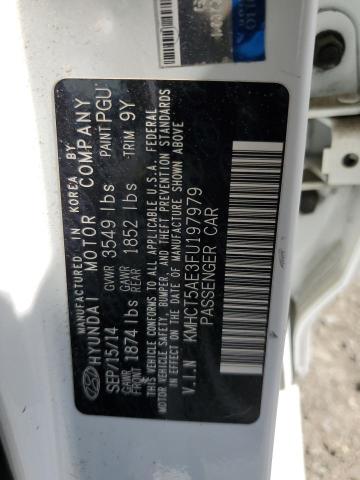 MANUFACTURED IN KOREA BY
HYUNDAI MOTOR COMPANY
SEP/15/14 GVWR 3549 lbs PAINT PGU
GAWR FRONT 1874 lbs GAWR REAR 1852 lbs TRIM 9Y
THIS VEHICLE CONFORMS TO ALL APPLICABLE U.S.A. FEDERAL
MOTOR VEHICLE SAFETY, BUMPER, AND THEFT PREVENTION STANDARDS
IN EFFECT ON THE DATE OF MANUFACTURE SHOWN ABOVE
V.I.N KMHCT5AE3FU197979
PASSENGER CAR